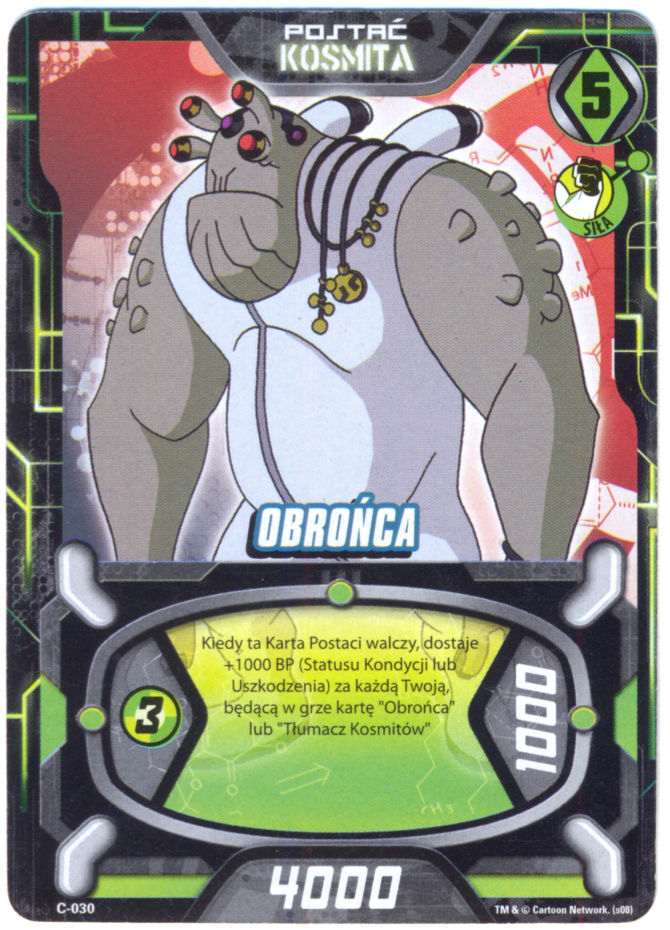 POSTAĆ
KOSMITA
5
SIŁA
OBROŃCA
Kiedy ta Karta Postaci walczy, dostaje
+1000 BP (Statusu Kondycji lub
Uszkodzenia) za każdą Twoją,
będącą w grze kartę "Obrońca"
lub "Tłumacz Kosmitów"
3
1000
4000
C-030
TM & © Cartoon Network. (s08)